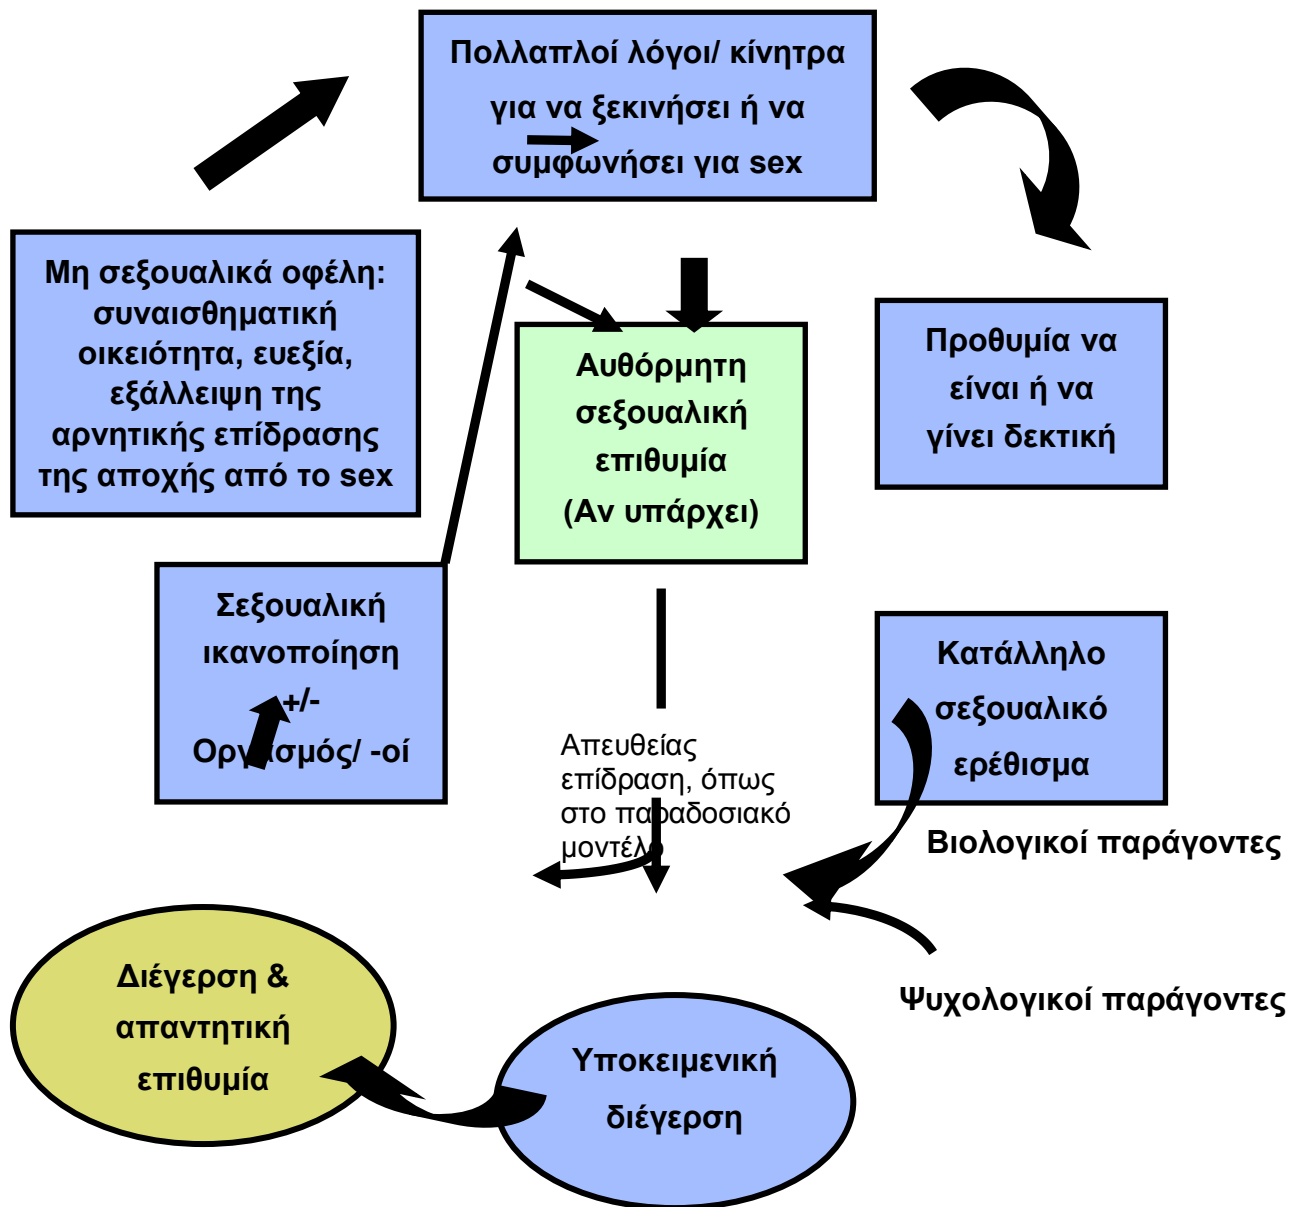 Πολλαπλοί λόγοι/ κίνητρα
για να ξεκινήσει ή να
συμφωνήσει για sex
Μη σεξουαλικά οφέλη:
συναισθηματική
οικειότητα, ευεξία,
εξάλλειψη της
αρνητικής επίδρασης
της αποχής από το sex
Αυθόρμητη
σεξουαλική
επιθυμία
(Αν υπάρχει)
Προθυμία να
είναι ή να
γίνει δεκτική
Σεξουαλική
ικανοποίηση
+/-
Οργασμός/ -οί
Κατάλληλο
σεξουαλικό
ερέθισμα
Απευθείας
επίδραση, όπως
στο παραδοσιακό
μοντέλο
Βιολογικοί παράγοντες
Ψυχολογικοί παράγοντες
Διέγερση &
απαντητική
επιθυμία
Υποκειμενική
διέγερση